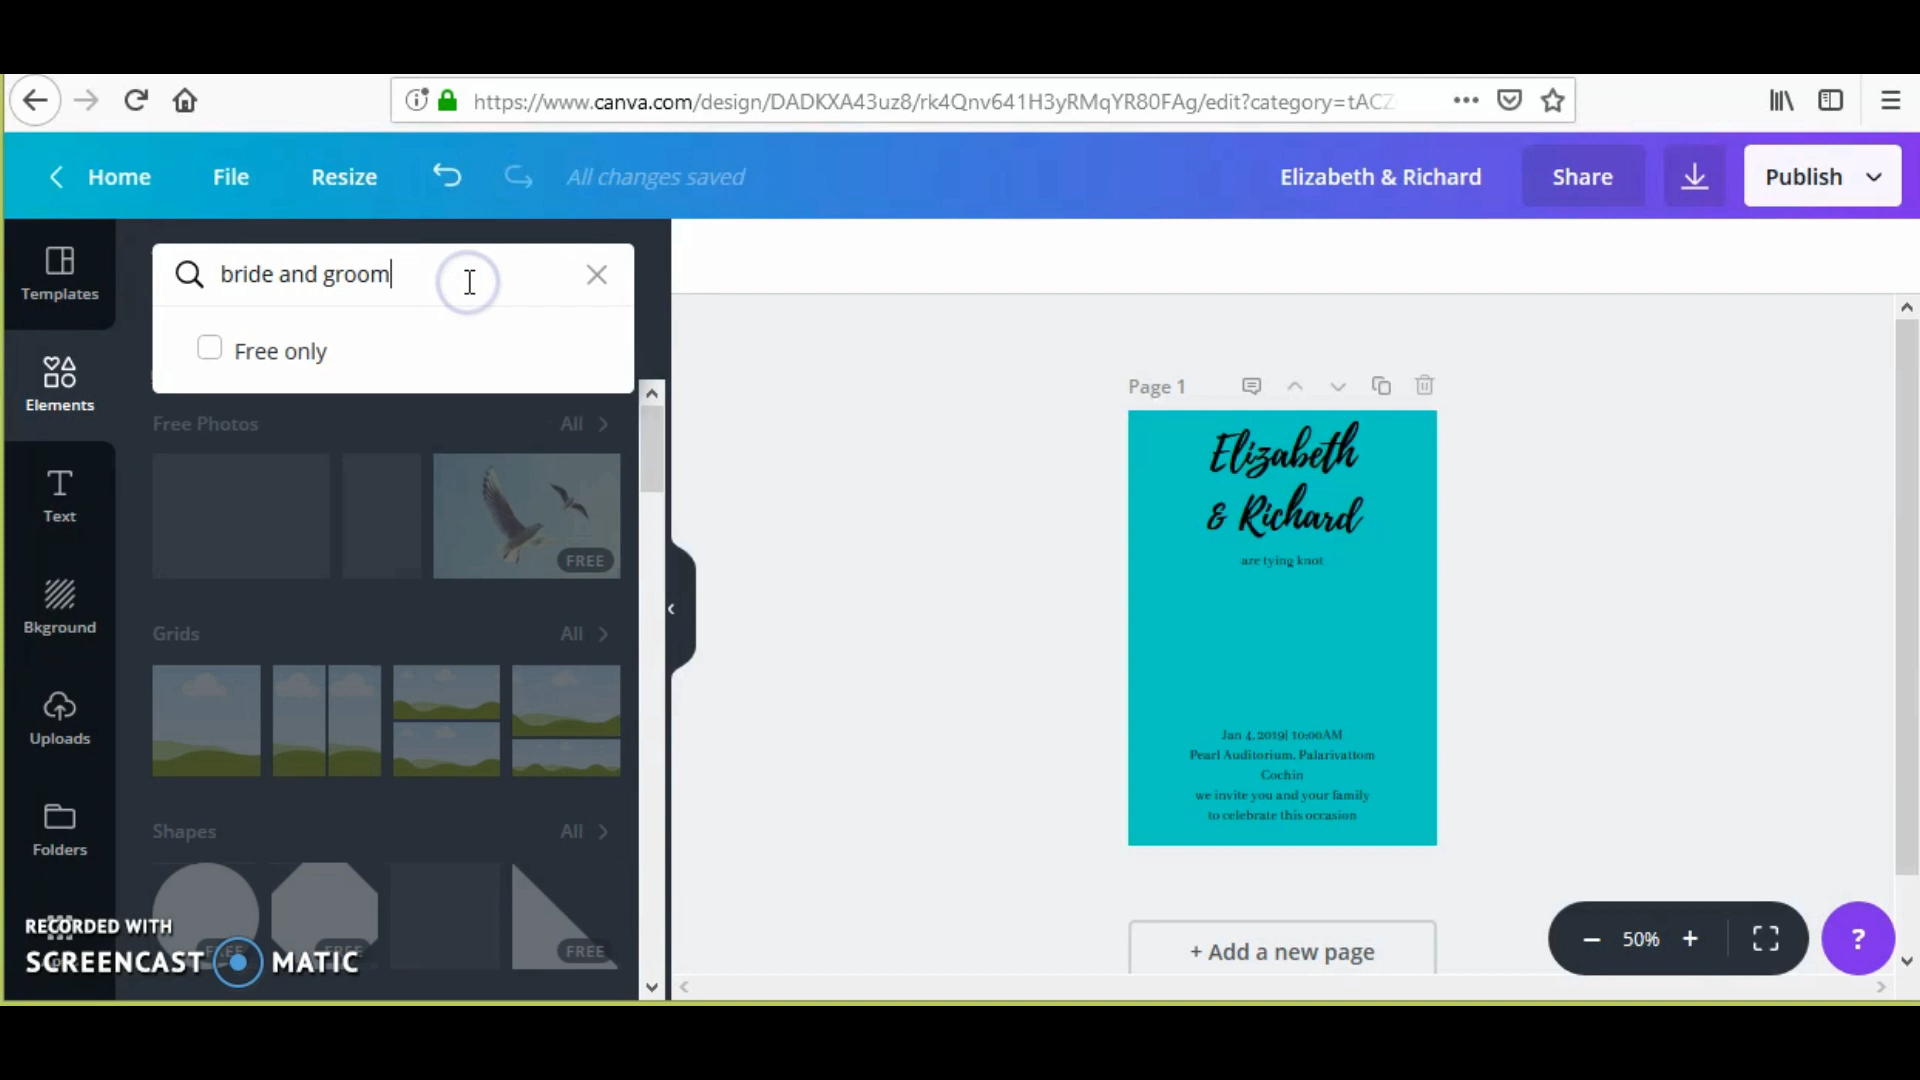 https://www.canva.com/design/DADKXA43uz8/rk4Qnv641H3yRMqYR80FAg/edit?category=tACZ
Home
File
Resize
All changes saved
Elizabeth & Richard
Share
Publish
Templates
Elements
Text
Bkground
Uploads
Folders
bride and groom
Free only
Free Photos
All
FREE
Grids
All
Shapes
All
FREE
FREE
FREE
Page 1
Elizabeth
& Richard
are tying knot
Jan 4, 2019| 10:00AM
Pearl Auditorium, Palarivattom
Cochin
we invite you and your family
to celebrate this occasion
+ Add a new page
50%
?
RECORDED WITH
SCREENCAST MATIC